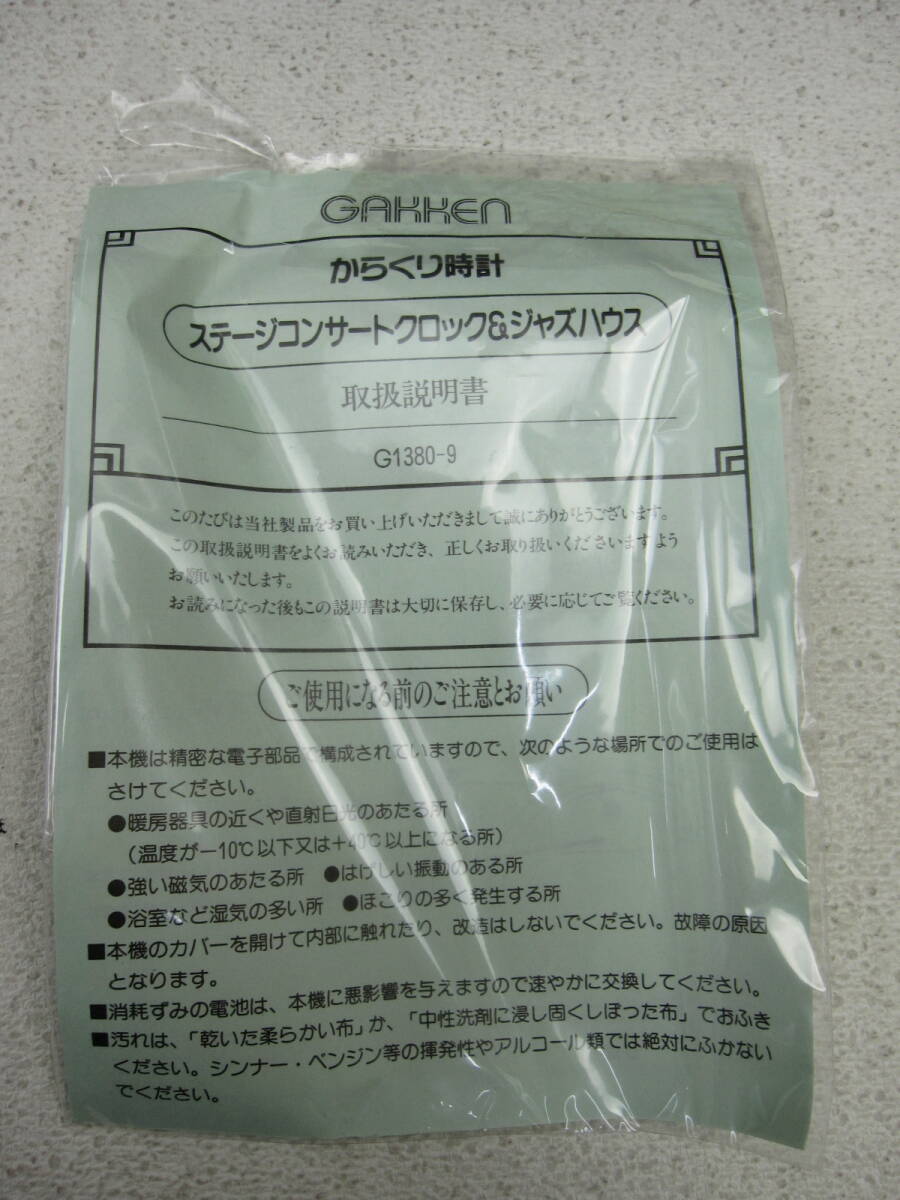 GAKKEN
からくり時計
ステージコンサートクロック&ジャズハウス
取扱説明書
G1380-9
このたびは当社製品をお買い上げいただきまして誠にありがとうございます。
この取扱説明書をよくお読みいただき、正しくお取り扱いくださいますよう
お願いいたします。
お読みになった後もこの説明書は大切に保存し、必要に応じてご覧ください。
ご使用になる前のご注意とお願い
■本機は精密な電子部品で構成されていますので、次のような場所でのご使用は
さけてください。
●暖房器具の近くや直射日光のあたる所
(温度が−10℃以下又は+40℃以上になる所)
●強い磁気のあたる所 ●はげしい振動のある所
●浴室など湿気の多い所 ●ほこりの多く発生する所
■本機のカバーを開けて内部に触れたり、改造はしないでください。故障の原因
となります。
■消耗ずみの電池は、本機に悪影響を与えますので速やかに交換してください。
■汚れは、「乾いた柔らかい布」か、「中性洗剤に浸し固くしぼった布」でおふき
ください。シンナー・ベンジン等の揮発性やアルコール類では絶対にふかない
でください。